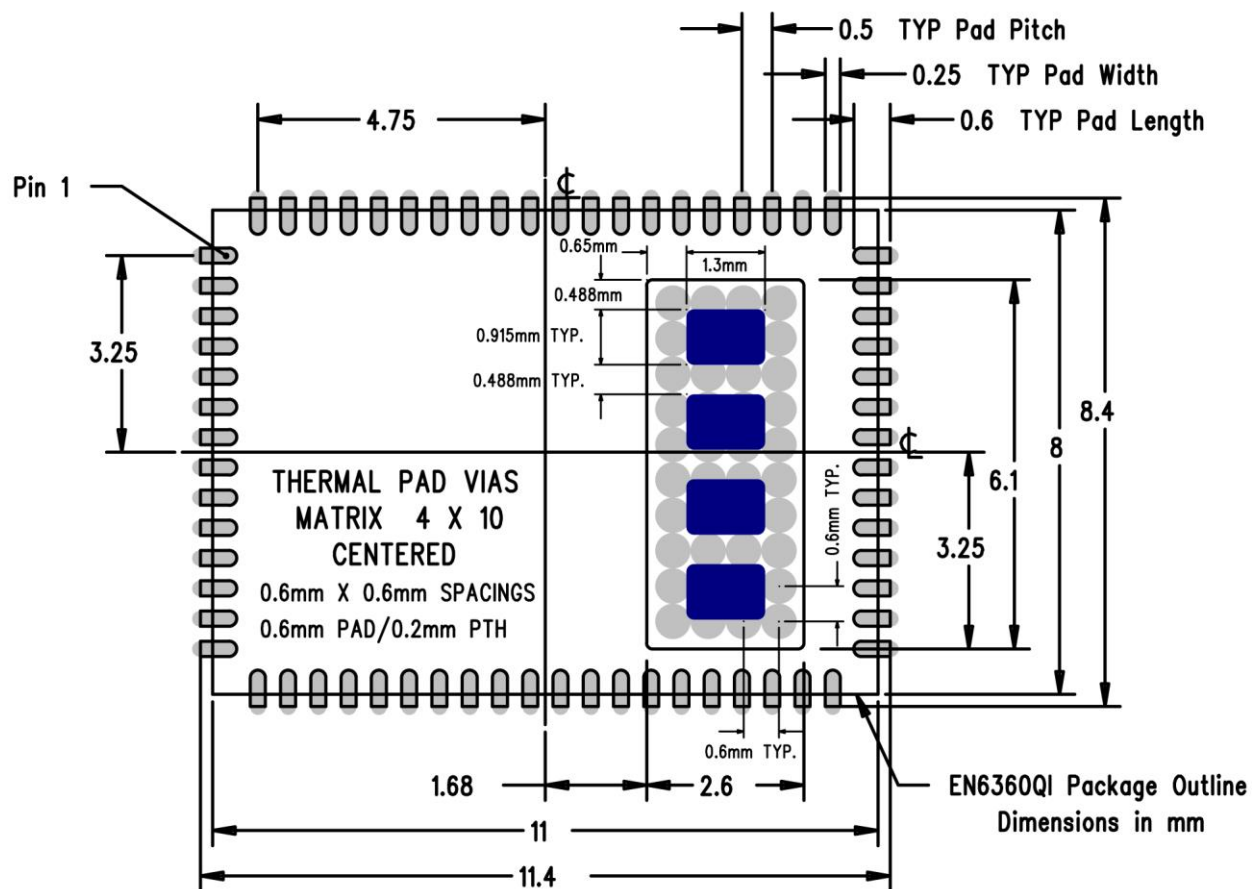 0.5 TYP Pad Pitch
0.25 TYP Pad Width
0.6 TYP Pad Length
4.75
Pin 1
℄
0.65mm
1.3mm
0.488mm
0.915mm TYP.
0.488mm TYP.
3.25
8.4
8
℄
6.1
THERMAL PAD VIAS
MATRIX 4 X 10
CENTERED
0.6mm X 0.6mm SPACINGS
0.6mm PAD/0.2mm PTH
0.6mm TYP.
3.25
0.6mm TYP.
1.68
2.6
EN6360QI Package Outline
Dimensions in mm
11
11.4